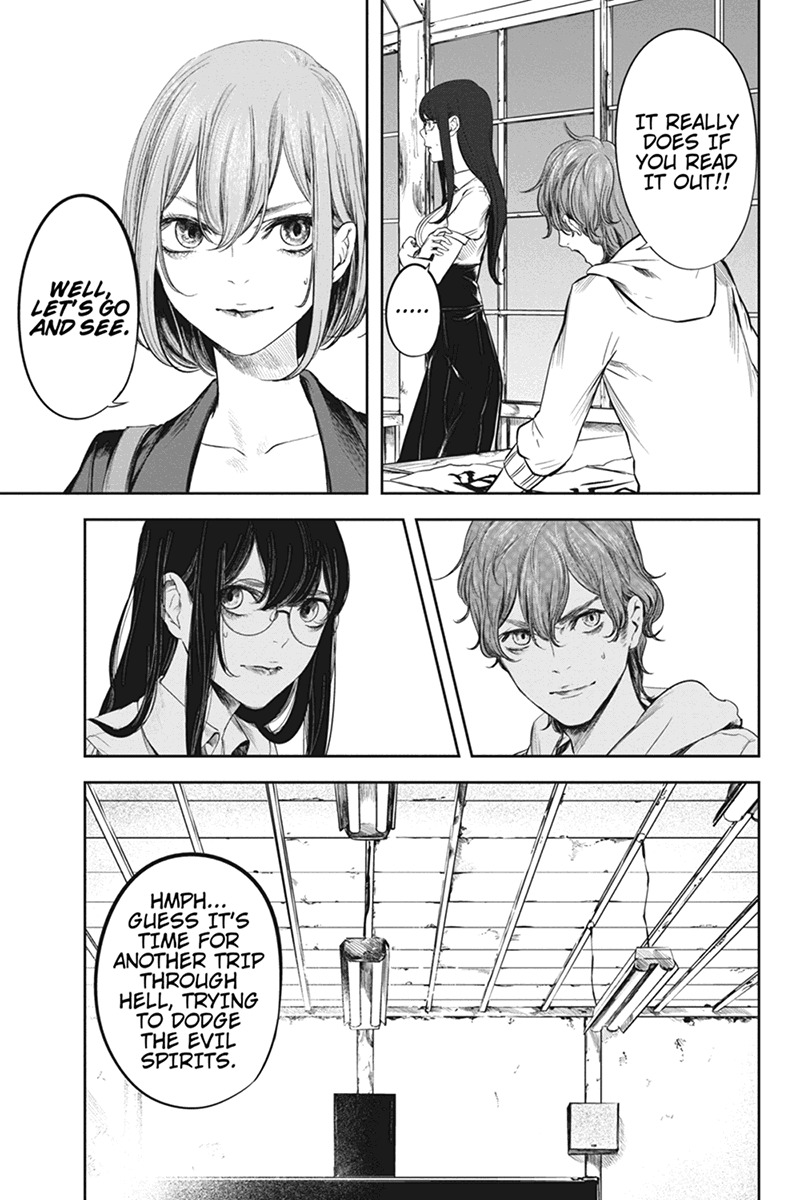 IT REALLY
DOES IF
YOU READ
IT OUT!!
.....
WELL,
LET'S GO
AND SEE.
HMPH...
GUESS IT'S
TIME FOR
ANOTHER TRIP
THROUGH
HELL, TRYING
TO DODGE
THE EVIL
SPIRITS.